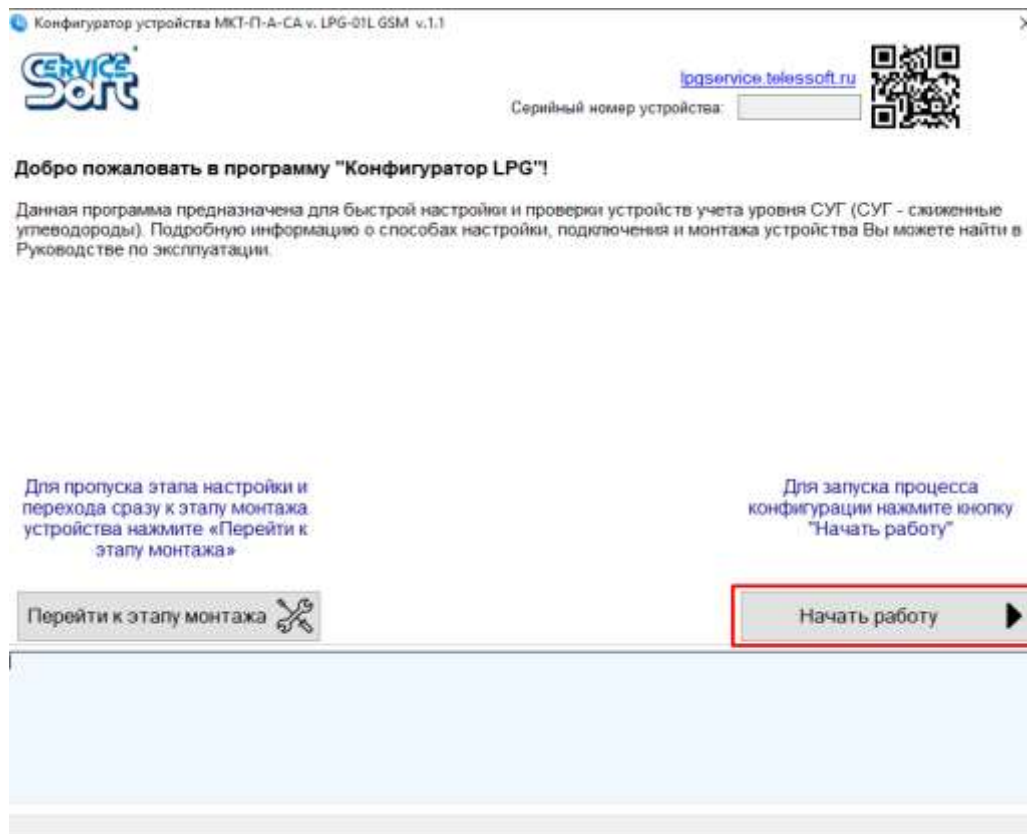 Конфигуратор устройства МКТ-П-А-СА v. LPG-01L GSM v.1.1
SERVICE
Soft
lpgservice.telessoft.ru
Серийный номер устройства:
Добро пожаловать в программу "Конфигуратор LPG"!
Данная программа предназначена для быстрой настройки и проверки устройств учета уровня СУГ (СУГ - сжиженные
углеводороды). Подробную информацию о способах настройки, подключения и монтажа устройства Вы можете найти в
Руководстве по эксплуатации.
Для пропуска этапа настройки и
перехода сразу к этапу монтажа
устройства нажмите «Перейти к
этапу монтажа»
Для запуска процесса
конфигурации нажмите кнопку
"Начать работу"
Перейти к этапу монтажа
Начать работу